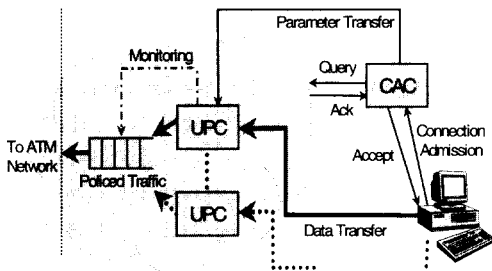 Parameter Transfer
Monitoring
Query
CAC
Ack
UPC
Connection
Admission
To ATM
Network
Accept
Policed Traffic
UPC
Data Transfer